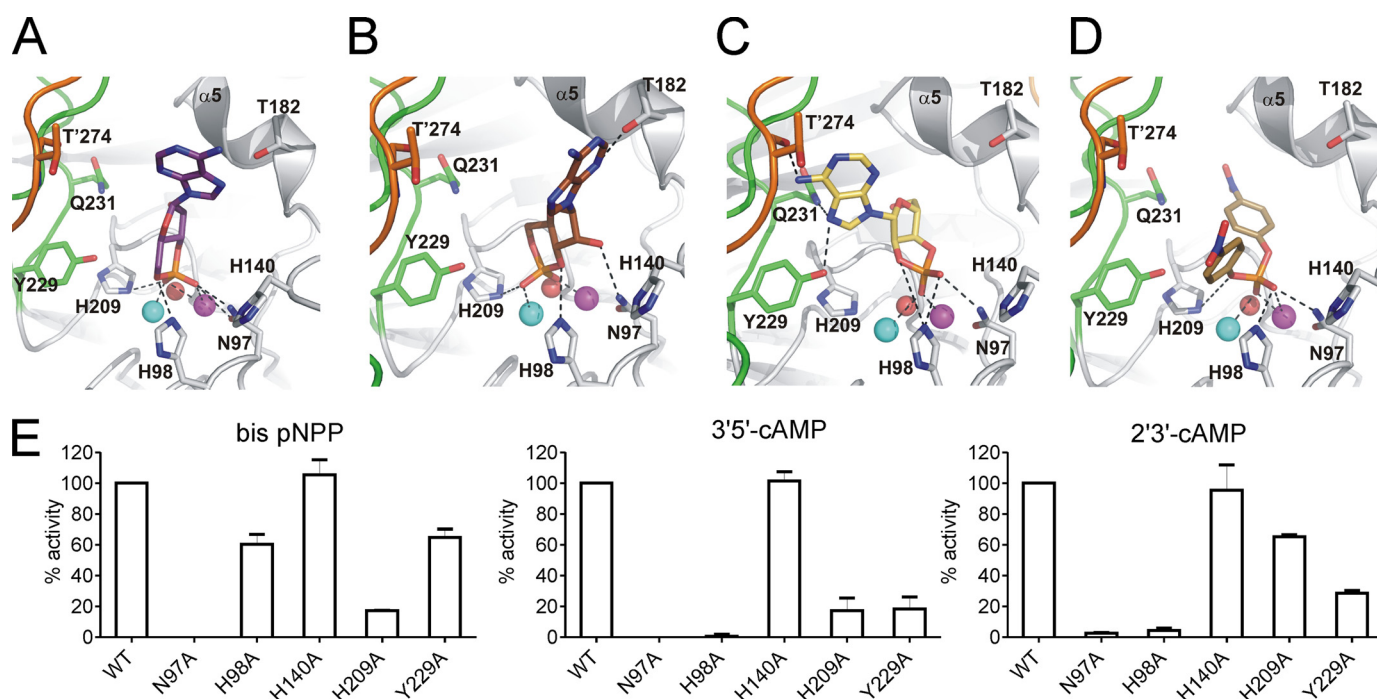 A
B
C
D
α5
T182
T'274
Q231
Y229
H209
H98
H140
N97
α5
T182
T'274
Q231
Y229
H209
H98
H140
N97
α5
T182
T'274
Q231
Y229
H209
H98
H140
N97
α5
T182
T'274
Q231
Y229
H209
H98
H140
N97
E
bis pNPP
% activity
120
100
80
60
40
20
0
WT
N97A
H98A
H140A
H209A
Y229A
3'5'-cAMP
% activity
120
100
80
60
40
20
0
WT
N97A
H98A
H140A
H209A
Y229A
2'3'-cAMP
% activity
120
100
80
60
40
20
0
WT
N97A
H98A
H140A
H209A
Y229A